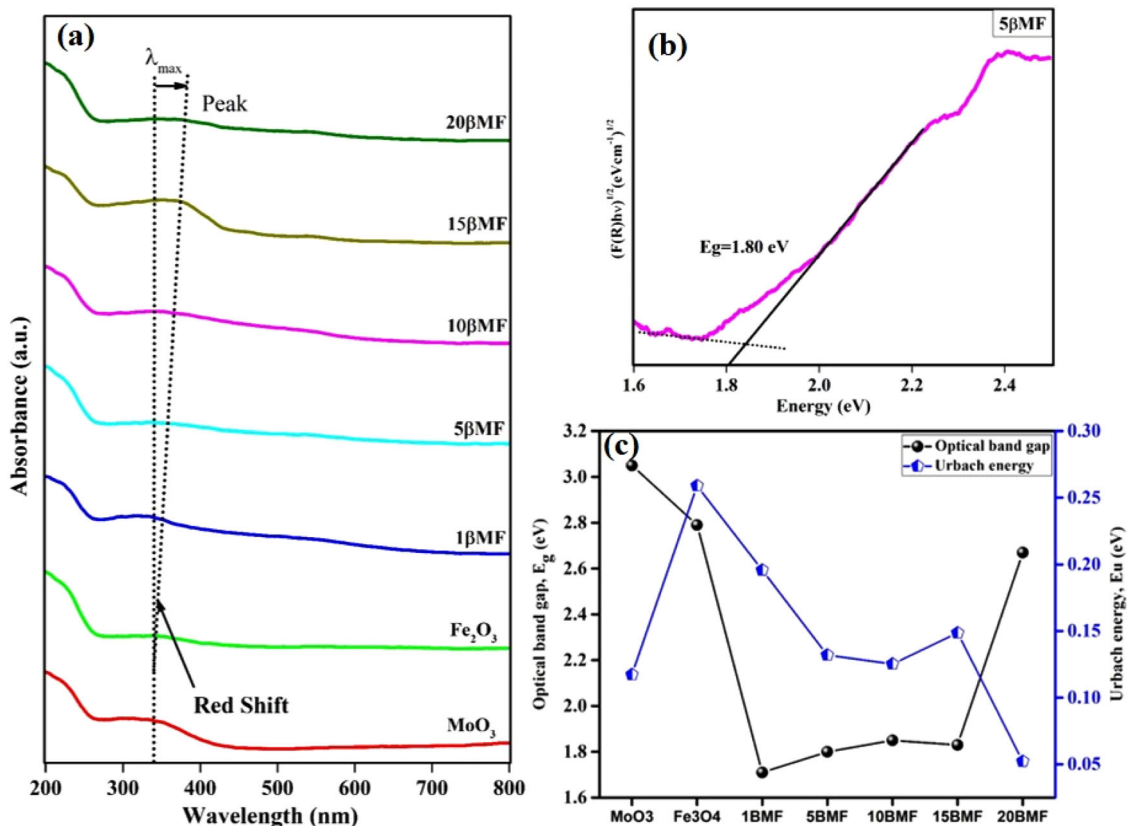 (a)
λmax
Peak
20βMF
15βMF
10βMF
5βMF
1βMF
Fe2O3
MoO3
Red Shift
Absorbance (a.u.)
200 300 400 500 600 700 800
Wavelength (nm)
(b)
5βMF
(F(R)hν)^1/2 (eVcm^-1)^1/2
Eg=1.80 eV
1.6 1.8 2.0 2.2 2.4
Energy (eV)
(c)
Optical band gap
Urbach energy
Optical band gap, Eg (eV)
3.2
3.0
2.8
2.6
2.4
2.2
2.0
1.8
1.6
0.30
0.25
0.20
0.15
0.10
0.05
Urbach energy, Eu (eV)
MoO3 Fe3O4 1BMF 5BMF 10BMF 15BMF 20BMF